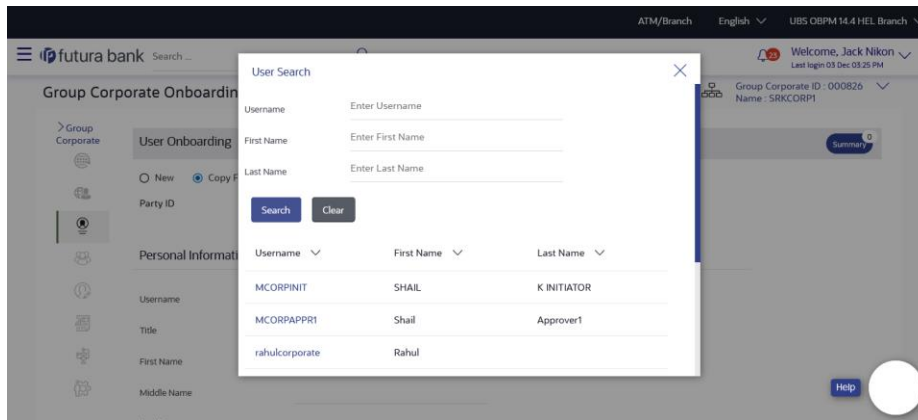 ATM/Branch English UBS OBPM 14.4 HEL Branch
futura bank Search...
23
Welcome, Jack Nikon
Last login 03 Dec 03:25 PM
Group Corporate Onboardin
Group Corporate ID : 000826
Name : SRKCORP1
>Group
Corporate
User Onboarding
Summary 0
New Copy F
Party ID
Personal Informati
Username
Title
First Name
Middle Name
User Search
Username Enter Username
First Name Enter First Name
Last Name Enter Last Name
Search Clear
Username First Name Last Name
MCORPINIT SHAIL K INITIATOR
MCORPAPPR1 Shail Approver1
rahulcorporate Rahul
Help